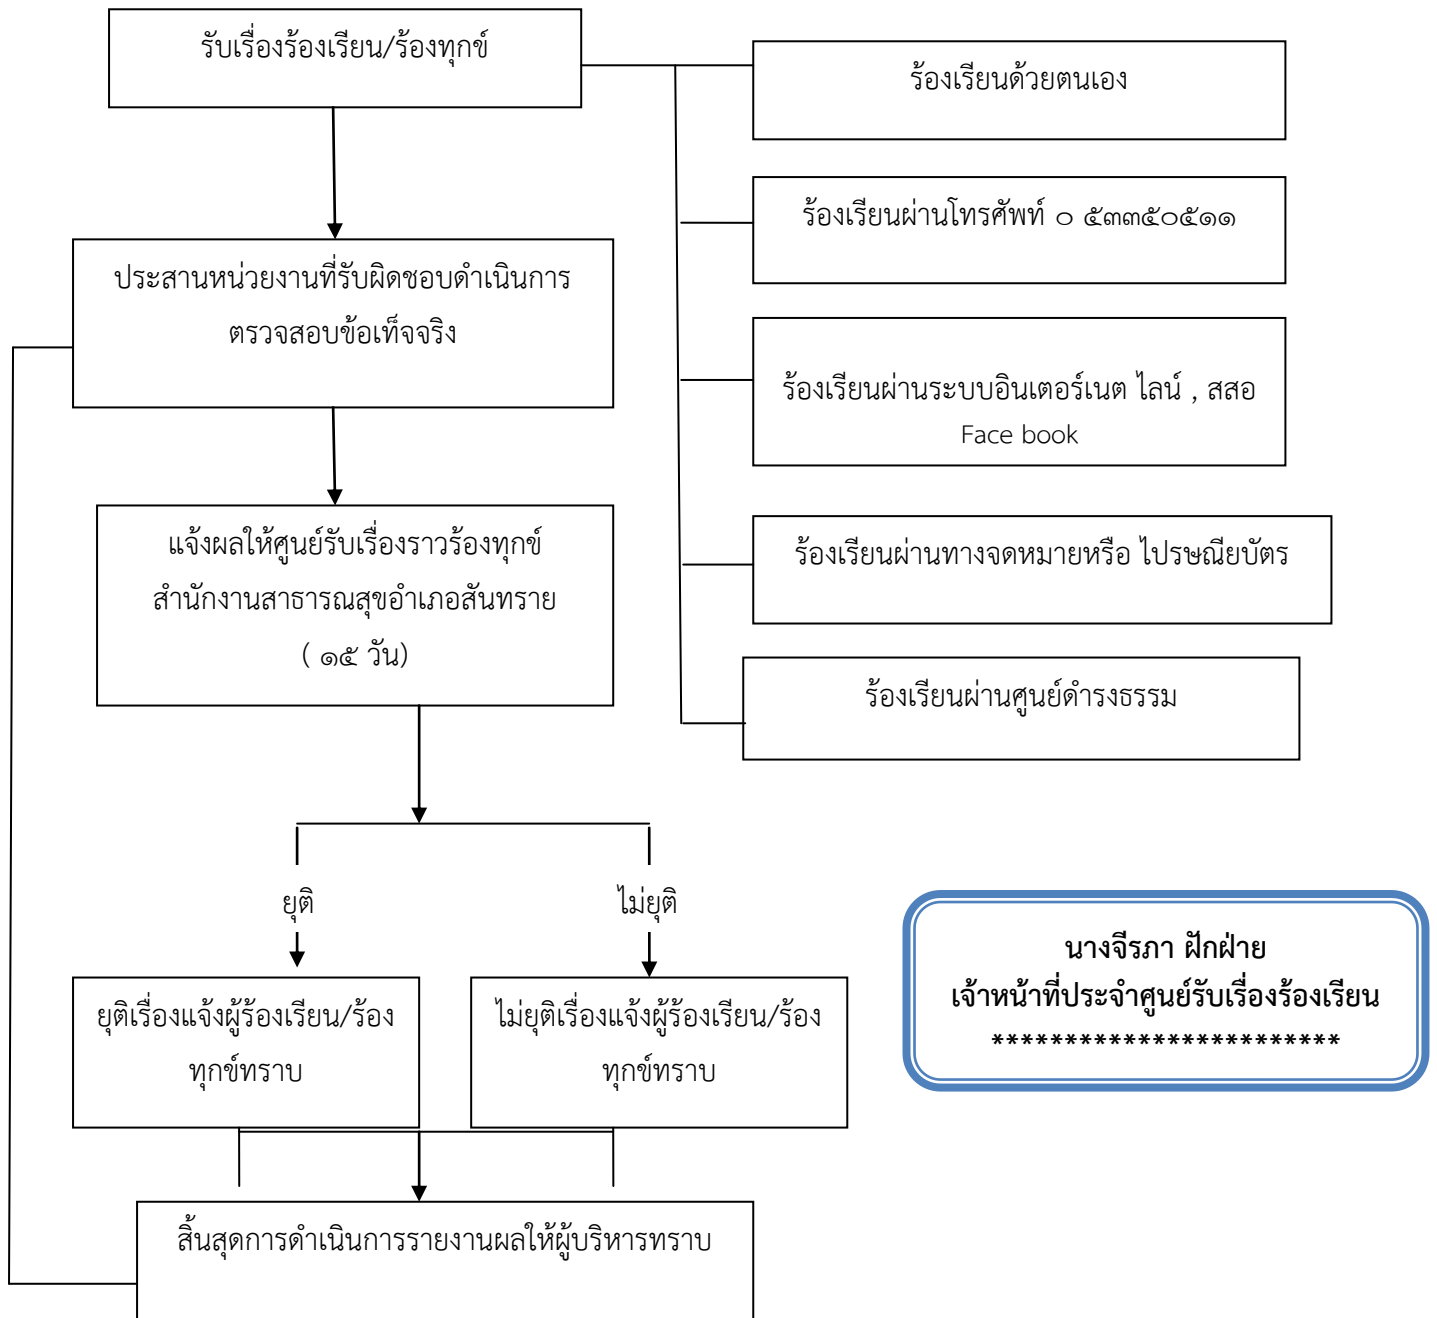 รับเรื่องร้องเรียน/ร้องทุกข์
ร้องเรียนด้วยตนเอง
ร้องเรียนผ่านโทรศัพท์ ๐ ๕๓๓๕๐๕๑๑
ประสานหน่วยงานที่รับผิดชอบดำเนินการ
ตรวจสอบข้อเท็จจริง
ร้องเรียนผ่านระบบอินเตอร์เนต ไลน์ , สสอ
Face book
แจ้งผลให้ศูนย์รับเรื่องราวร้องทุกข์
สำนักงานสาธารณสุขอำเภอสันทราย
( ๑๕ วัน)
ร้องเรียนผ่านทางจดหมายหรือ ไปรษณียบัตร
ร้องเรียนผ่านศูนย์ดำรงธรรม
ยุติ
ไม่ยุติ
ยุติเรื่องแจ้งผู้ร้องเรียน/ร้อง
ทุกข์ทราบ
ไม่ยุติเรื่องแจ้งผู้ร้องเรียน/ร้อง
ทุกข์ทราบ
นางจีรภา ฝักฝ่าย
เจ้าหน้าที่ประจำศูนย์รับเรื่องร้องเรียน
************************
สิ้นสุดการดำเนินการรายงานผลให้ผู้บริหารทราบ